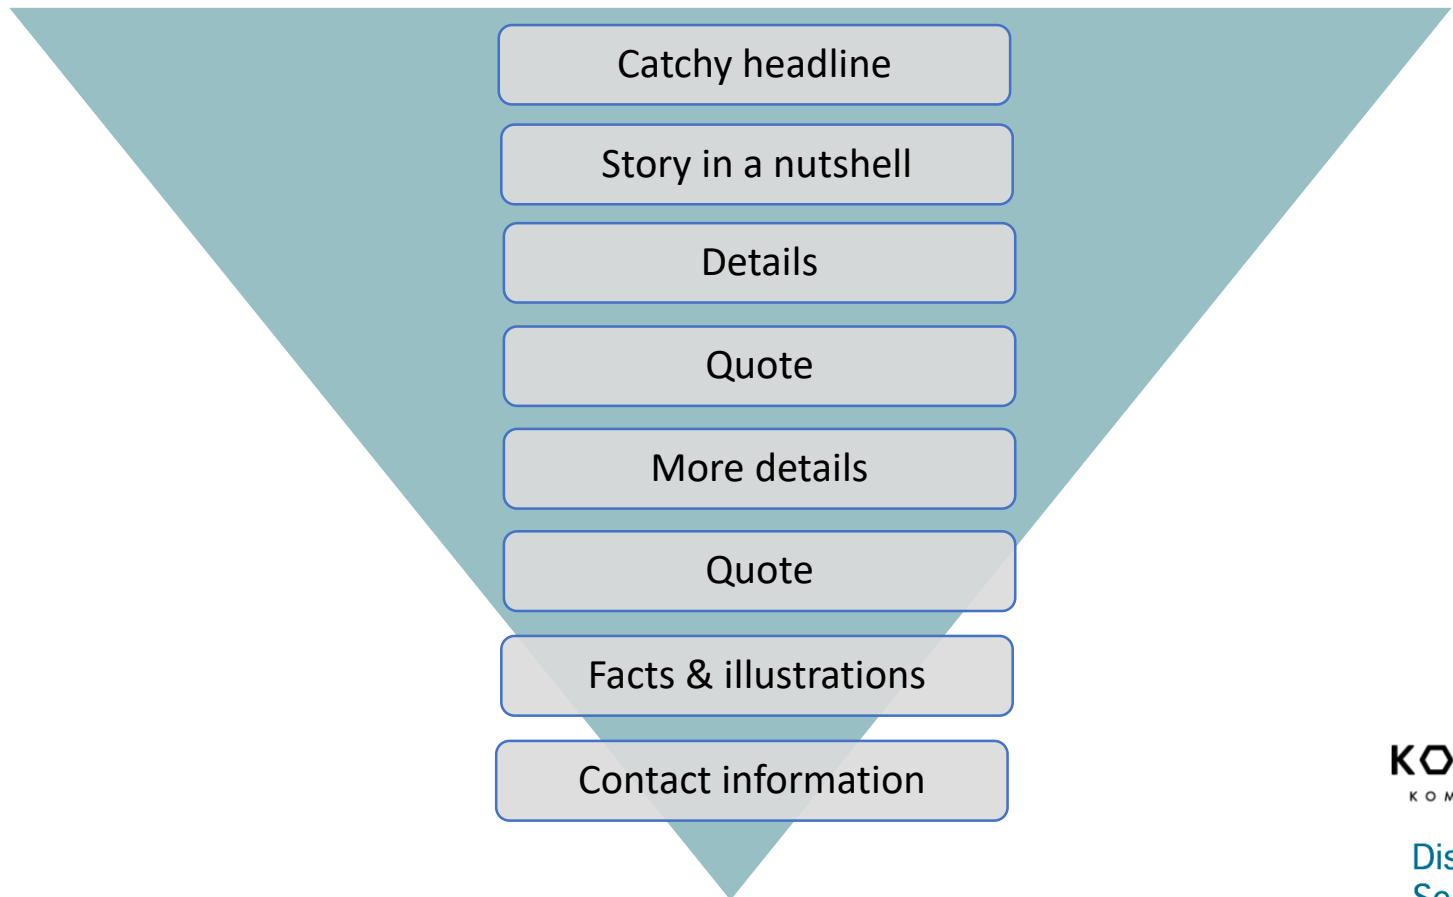 Catchy headline
Story in a nutshell
Details
Quote
More details
Quote
Facts & illustrations
Contact information